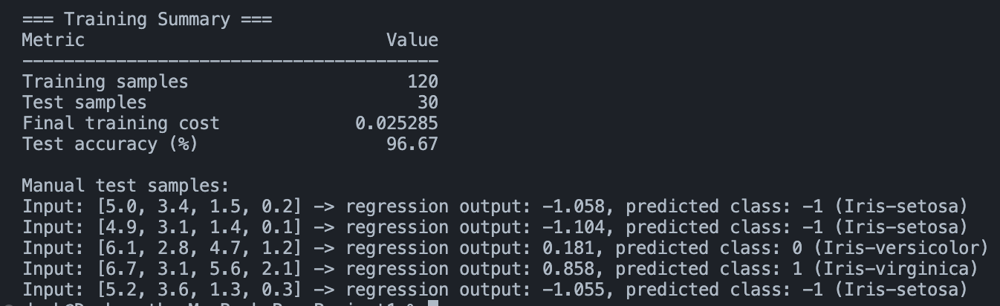 === Training Summary ===
Metric Value
----------------------------------------
Training samples 120
Test samples 30
Final training cost 0.025285
Test accuracy (%) 96.67
Manual test samples:
Input: [5.0, 3.4, 1.5, 0.2] -> regression output: -1.058, predicted class: -1 (Iris-setosa)
Input: [4.9, 3.1, 1.4, 0.1] -> regression output: -1.104, predicted class: -1 (Iris-setosa)
Input: [6.1, 2.8, 4.7, 1.2] -> regression output: 0.181, predicted class: 0 (Iris-versicolor)
Input: [6.7, 3.1, 5.6, 2.1] -> regression output: 0.858, predicted class: 1 (Iris-virginica)
Input: [5.2, 3.6, 1.3, 0.3] -> regression output: -1.055, predicted class: -1 (Iris-setosa)